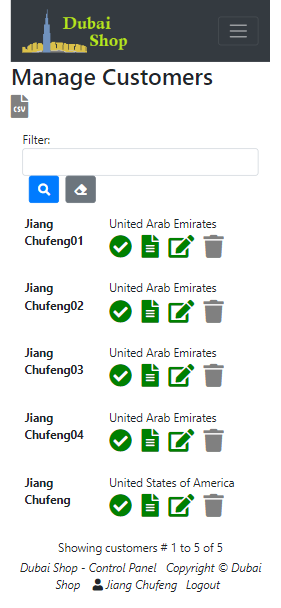 Dubai
Shop
Manage Customers
CSV
Filter:
Jiang United Arab Emirates
Chufeng01
Jiang United Arab Emirates
Chufeng02
Jiang United Arab Emirates
Chufeng03
Jiang United Arab Emirates
Chufeng04
Jiang United States of America
Chufeng
Showing customers # 1 to 5 of 5
Dubai Shop - Control Panel Copyright © Dubai
Shop Jiang Chufeng Logout